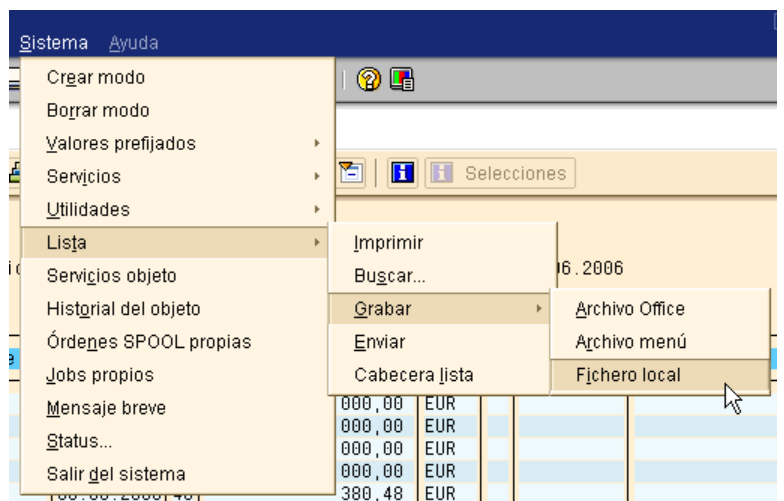 Sistema Ayuda
Crear modo
Borrar modo
Valores prefijados
Servicios
Selecciones
Utilidades
Lista
Imprimir
06.2006
Servicios objeto
Buscar...
Historial del objeto
Grabar
Archivo Office
Órdenes SPOOL propias
Enviar
Archivo menú
Jobs propios
Cabecera lista
Fichero local
Mensaje breve
000,00 EUR
000,00 EUR
Status...
000,00 EUR
Salir del sistema
000,00 EUR
380,48 EUR